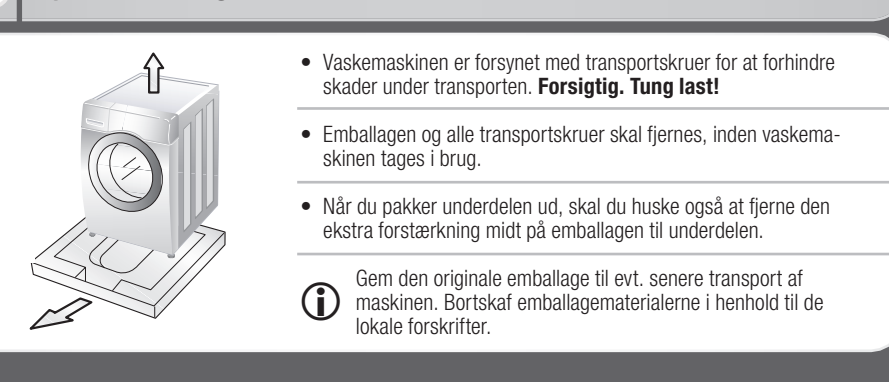 • Vaskemaskinen er forsynet med transportskruer for at forhindre
skader under transporten. Forsigtig. Tung last!
• Emballagen og alle transportskruer skal fjernes, inden vaskema-
skinen tages i brug.
• Når du pakker underdelen ud, skal du huske også at fjerne den
ekstra forstærkning midt på emballagen til underdelen.
Gem den originale emballage til evt. senere transport af
maskinen. Bortskaf emballagematerialerne i henhold til de
lokale forskrifter.